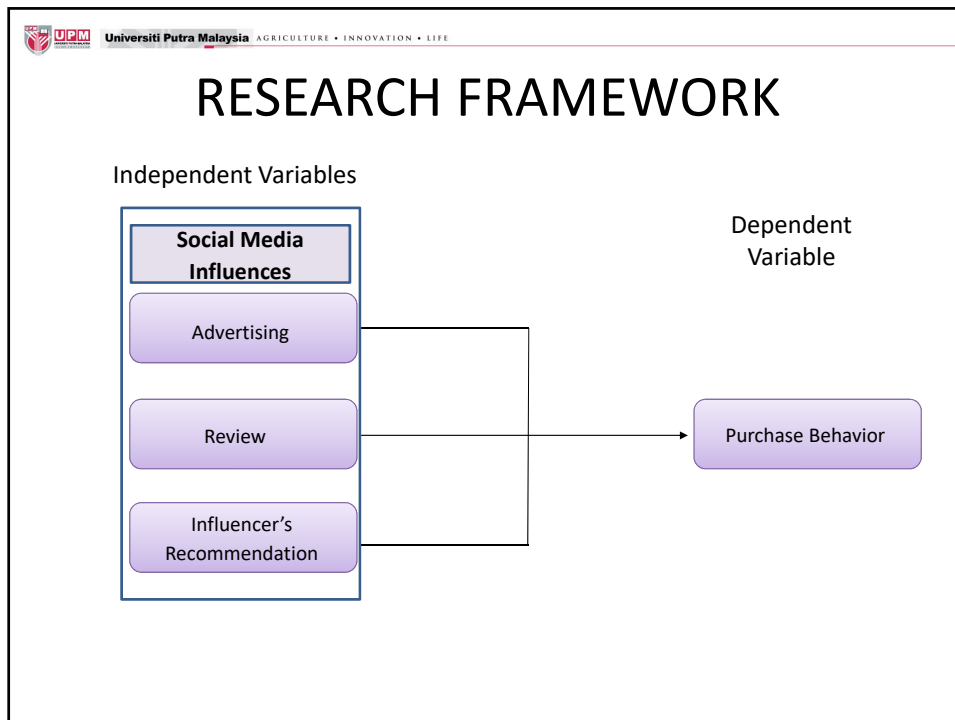 UPM
Universiti Putra Malaysia AGRICULTURE • INNOVATION • LIFE
RESEARCH FRAMEWORK
Independent Variables
Social Media
Influences
Advertising
Review
Influencer’s
Recommendation
Dependent
Variable
Purchase Behavior